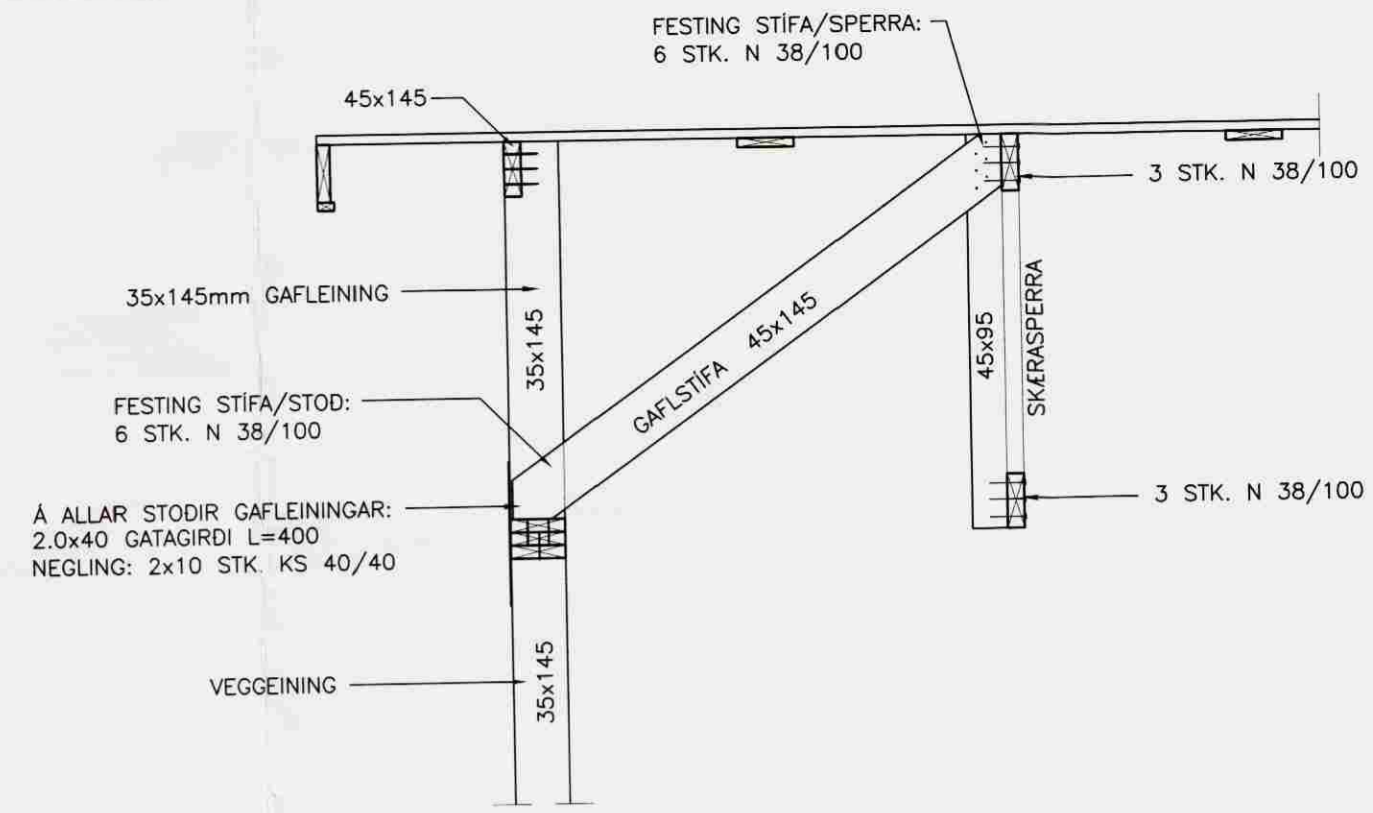 FESTING STÍFA/SPERRA:
6 STK. N 38/100
45x145
3 STK. N 38/100
35x145mm GAFLEINING
35x145
GAFLSTÍFA 45x145
45x95
SKÆRASPERRA
FESTING STÍFA/STOÐ:
6 STK. N 38/100
3 STK. N 38/100
Á ALLAR STOÐIR GAFLEININGAR:
2.0x40 GATAGIRÐI L=400
NEGLING: 2x10 STK. KS 40/40
VEGGEINING
35x145